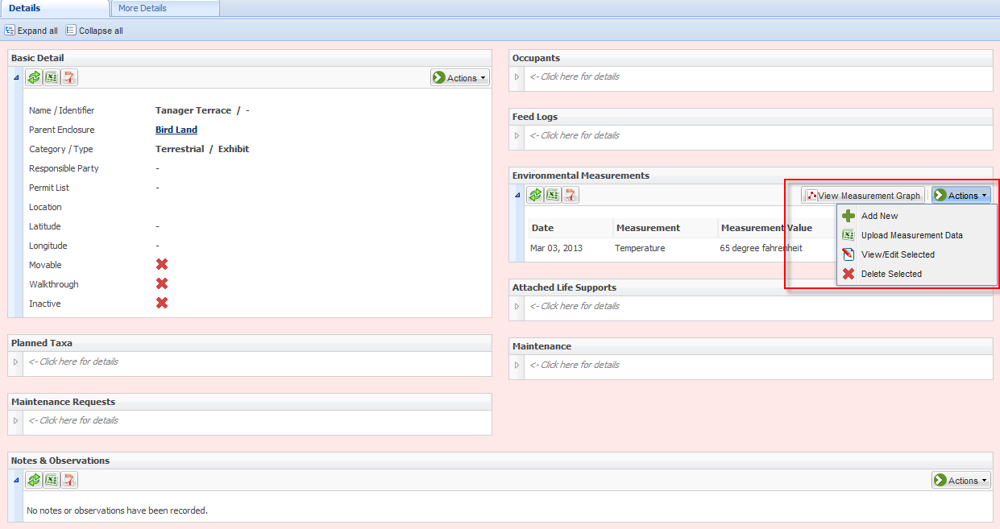 Details
More Details
Expand all
Collapse all
Basic Detail
Actions
Name / Identifier Tanager Terrace / -
Parent Enclosure Bird Land
Category / Type Terrestrial / Exhibit
Responsible Party -
Permit List -
Location
Latitude -
Longitude -
Movable
Walkthrough
Inactive
Planned Taxa
<- Click here for details
Maintenance Requests
<- Click here for details
Occupants
<- Click here for details
Feed Logs
<- Click here for details
Environmental Measurements
View Measurement Graph
Actions
Add New
Upload Measurement Data
View/Edit Selected
Delete Selected
Date Measurement Measurement Value
Mar 03, 2013 Temperature 65 degree fahrenheit
Attached Life Supports
<- Click here for details
Maintenance
<- Click here for details
Notes & Observations
Actions
No notes or observations have been recorded.